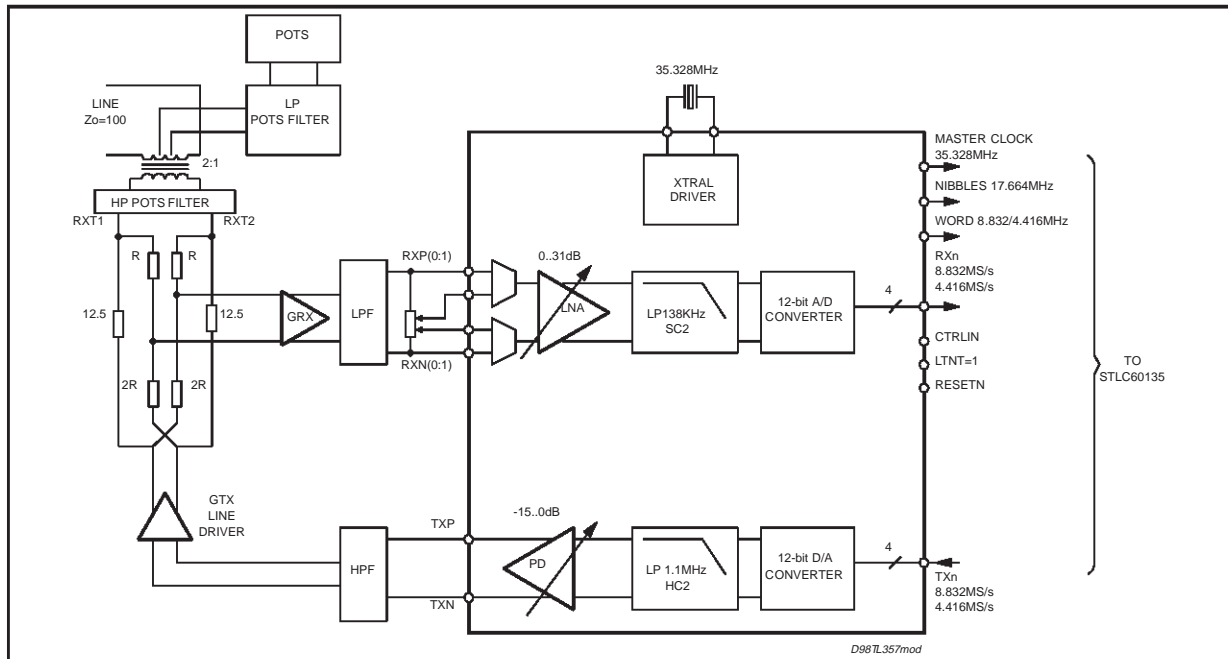 POTS
35.328MHz
LINE
Zo=100
LP
POTS FILTER
MASTER CLOCK
35.328MHz
2:1
XTRAL
DRIVER
NIBBLES 17.664MHz
HP POTS FILTER
RXT1
RXT2
WORD 8.832/4.416MHz
R
R
RXP(0:1)
0..31dB
RXn
8.832MS/s
4.416MS/s
12.5
12.5
GRX
LPF
LNA
LP138KHz
SC2
12-bit A/D
CONVERTER
4
CTRLIN
RXN(0:1)
LTNT=1
TO
STLC60135
2R
2R
RESETN
GTX
LINE
DRIVER
-15..0dB
TXP
HPF
PD
LP 1.1MHz
HC2
12-bit D/A
CONVERTER
4
TXN
TXn
8.832MS/s
4.416MS/s
D98TL357mod